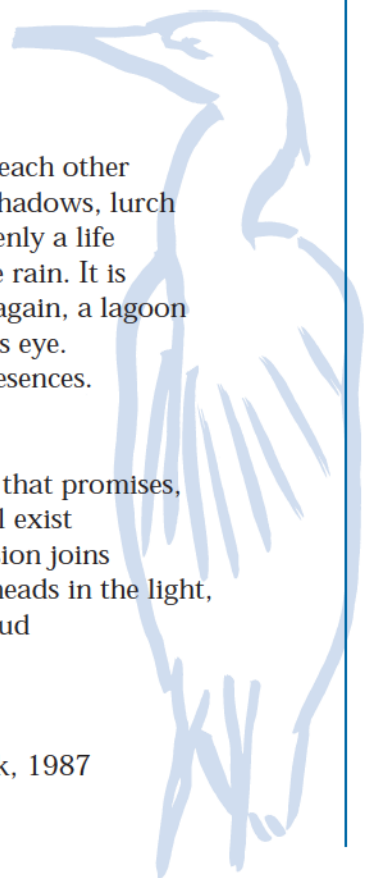 each other
hadows, lurch
enly a life
e rain. It is
again, a lagoon
s eye.
esences.
that promises,
l exist
ion joins
heads in the light,
ud
k, 1987